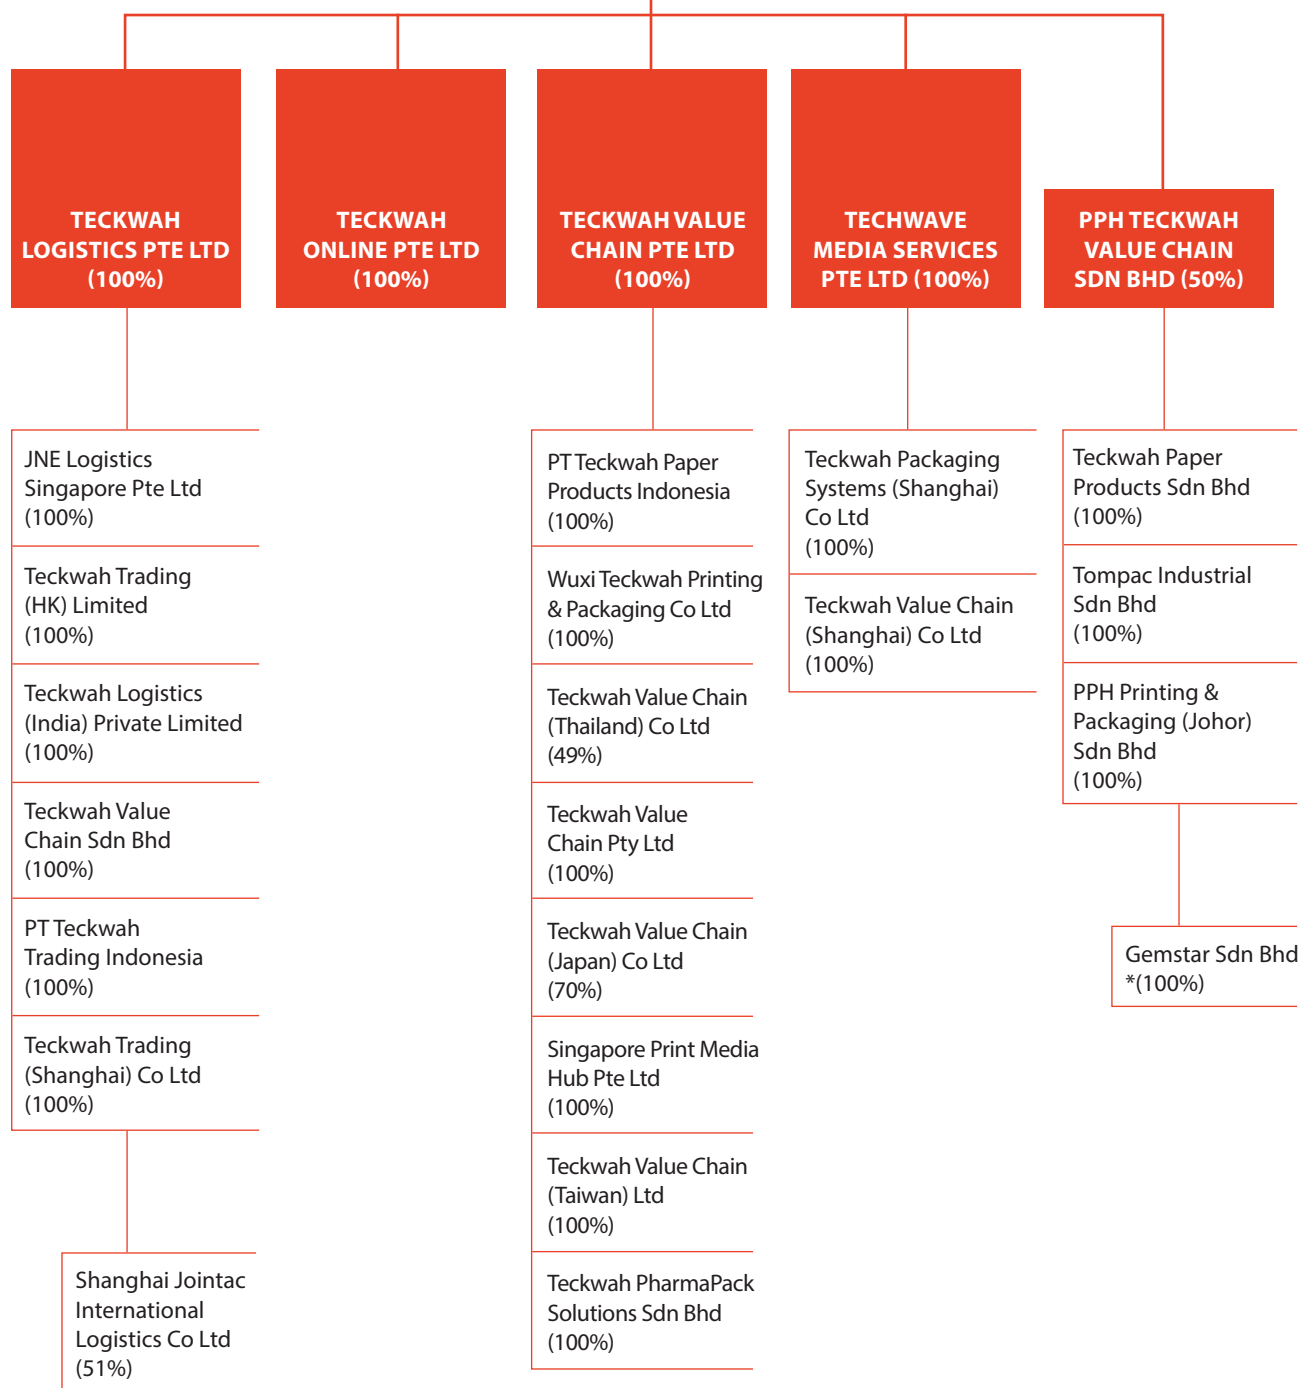 TECKWAH
LOGISTICS PTE LTD
(100%)
TECKWAH
ONLINE PTE LTD
(100%)
TECKWAH VALUE
CHAIN PTE LTD
(100%)
TECHWAVE
MEDIA SERVICES
PTE LTD (100%)
PPH TECKWAH
VALUE CHAIN
SDN BHD (50%)
JNE Logistics
Singapore Pte Ltd
(100%)
Teckwah Trading
(HK) Limited
(100%)
Teckwah Logistics
(India) Private Limited
(100%)
Teckwah Value
Chain Sdn Bhd
(100%)
PT Teckwah
Trading Indonesia
(100%)
Teckwah Trading
(Shanghai) Co Ltd
(100%)
Shanghai Jointac
International
Logistics Co Ltd
(51%)
PT Teckwah Paper
Products Indonesia
(100%)
Wuxi Teckwah Printing
& Packaging Co Ltd
(100%)
Teckwah Value Chain
(Thailand) Co Ltd
(49%)
Teckwah Value
Chain Pty Ltd
(100%)
Teckwah Value Chain
(Japan) Co Ltd
(70%)
Singapore Print Media
Hub Pte Ltd
(100%)
Teckwah Value Chain
(Taiwan) Ltd
(100%)
Teckwah PharmaPack
Solutions Sdn Bhd
(100%)
Teckwah Packaging
Systems (Shanghai)
Co Ltd
(100%)
Teckwah Value Chain
(Shanghai) Co Ltd
(100%)
Teckwah Paper
Products Sdn Bhd
(100%)
Tompac Industrial
Sdn Bhd
(100%)
PPH Printing &
Packaging (Johor)
Sdn Bhd
(100%)
Gemstar Sdn Bhd
*(100%)